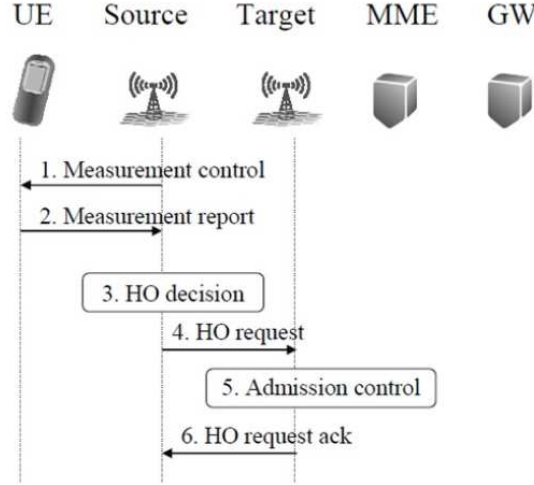 UE Source Target MME GW
1. Measurement control
2. Measurement report
3. HO decision
4. HO request
5. Admission control
6. HO request ack